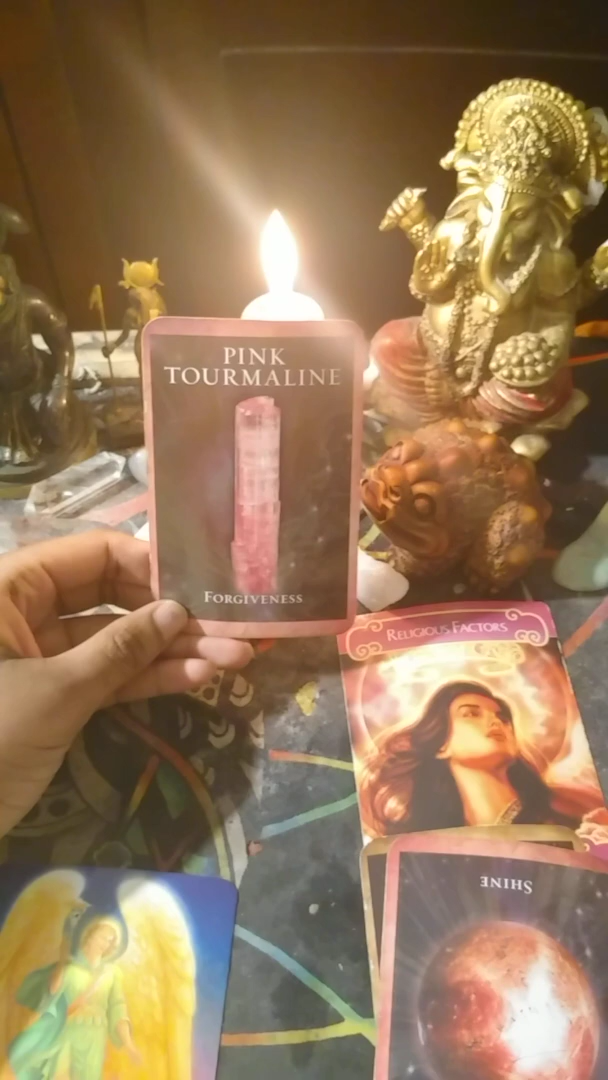 PINK
TOURMALINE
FORGIVENESS
RELIGIOUS FACTORS
SHINE